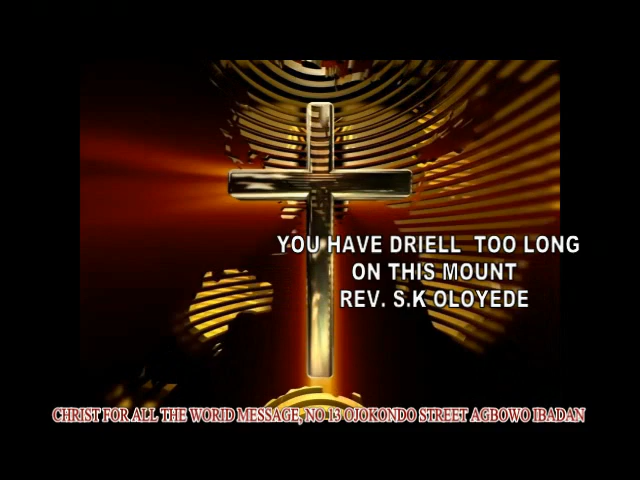 YOU HAVE DRIELL TOO LONG
ON THIS MOUNT
REV. S.K OLOYEDE
CHRIST FOR ALL THE WORID MESSAGE, NO 13 OJOKONDO STREET AGBOWO IBADAN